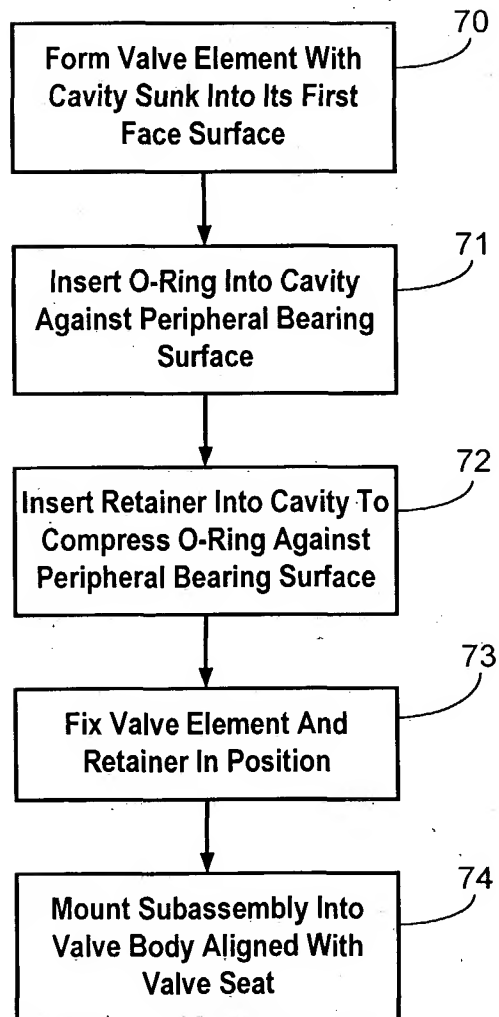 70
Form Valve Element With
Cavity Sunk Into Its First
Face Surface
71
Insert O-Ring Into Cavity
Against Peripheral Bearing
Surface
72
Insert Retainer Into Cavity To
Compress O-Ring Against
Peripheral Bearing Surface
73
Fix Valve Element And
Retainer In Position
74
Mount Subassembly Into
Valve Body Aligned With
Valve Seat